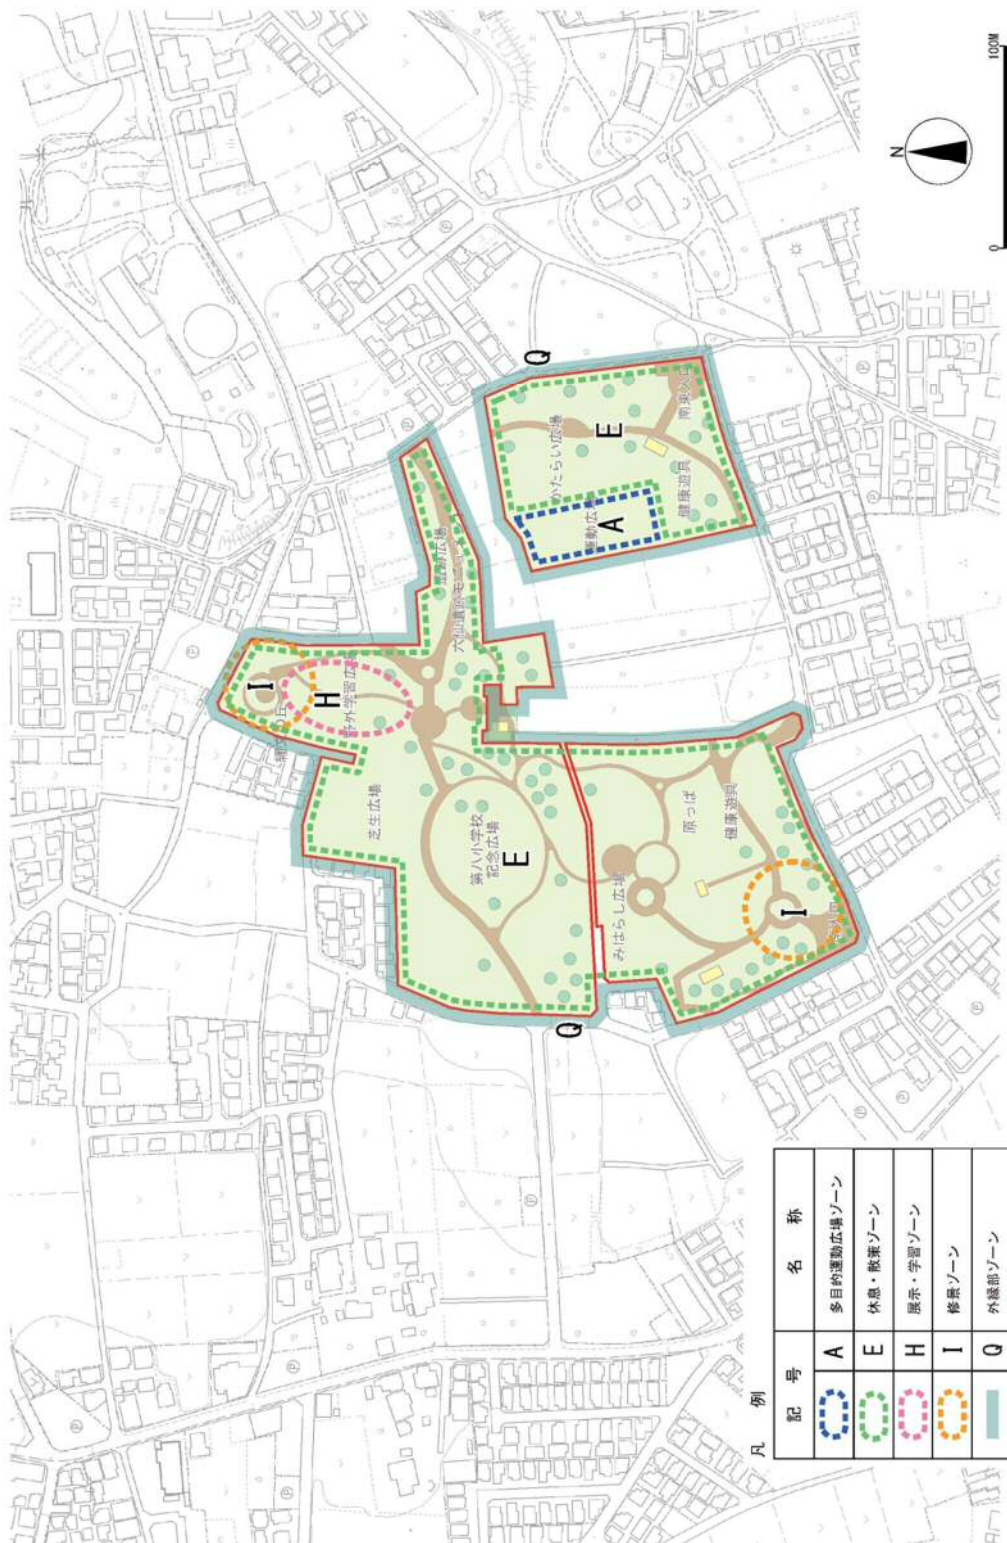 N
0
100M
I
H
野外学習広場
芝生広場
第八小学校
記念広場
E
Q
みはらし広場
原っぱ
健康遊具
I
Q
かたらい広場
E
運動広場
A
健康遊具
南東入口
凡 例
記 号
名 称
A
多目的運動広場ゾーン
E
休息・散策ゾーン
H
展示・学習ゾーン
I
修景ゾーン
Q
外縁部ゾーン